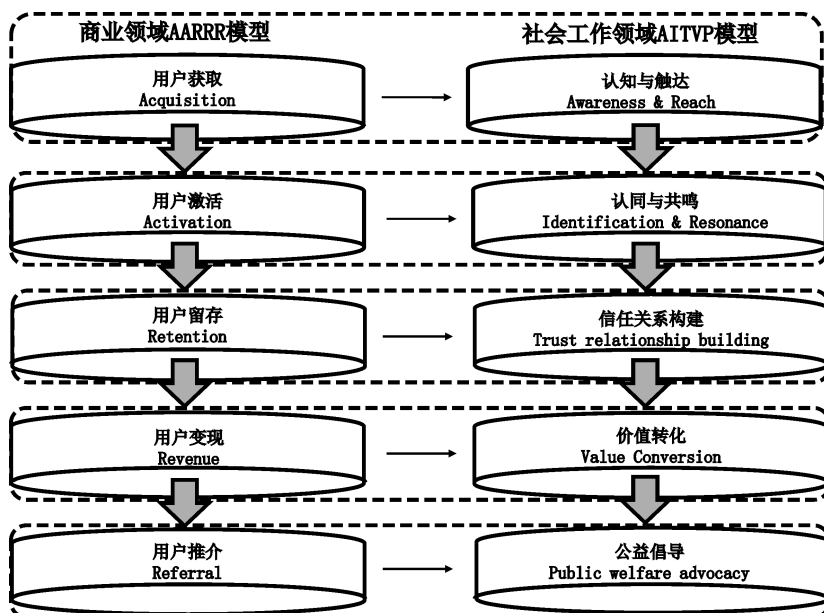 商业领域AARRR模型
社会工作领域AITVP模型
用户获取
Acquisition
认知与触达
Awareness & Reach
用户激活
Activation
认同与共鸣
Identification & Resonance
用户留存
Retention
信任关系构建
Trust relationship building
用户变现
Revenue
价值转化
Value Conversion
用户推介
Referral
公益倡导
Public welfare advocacy